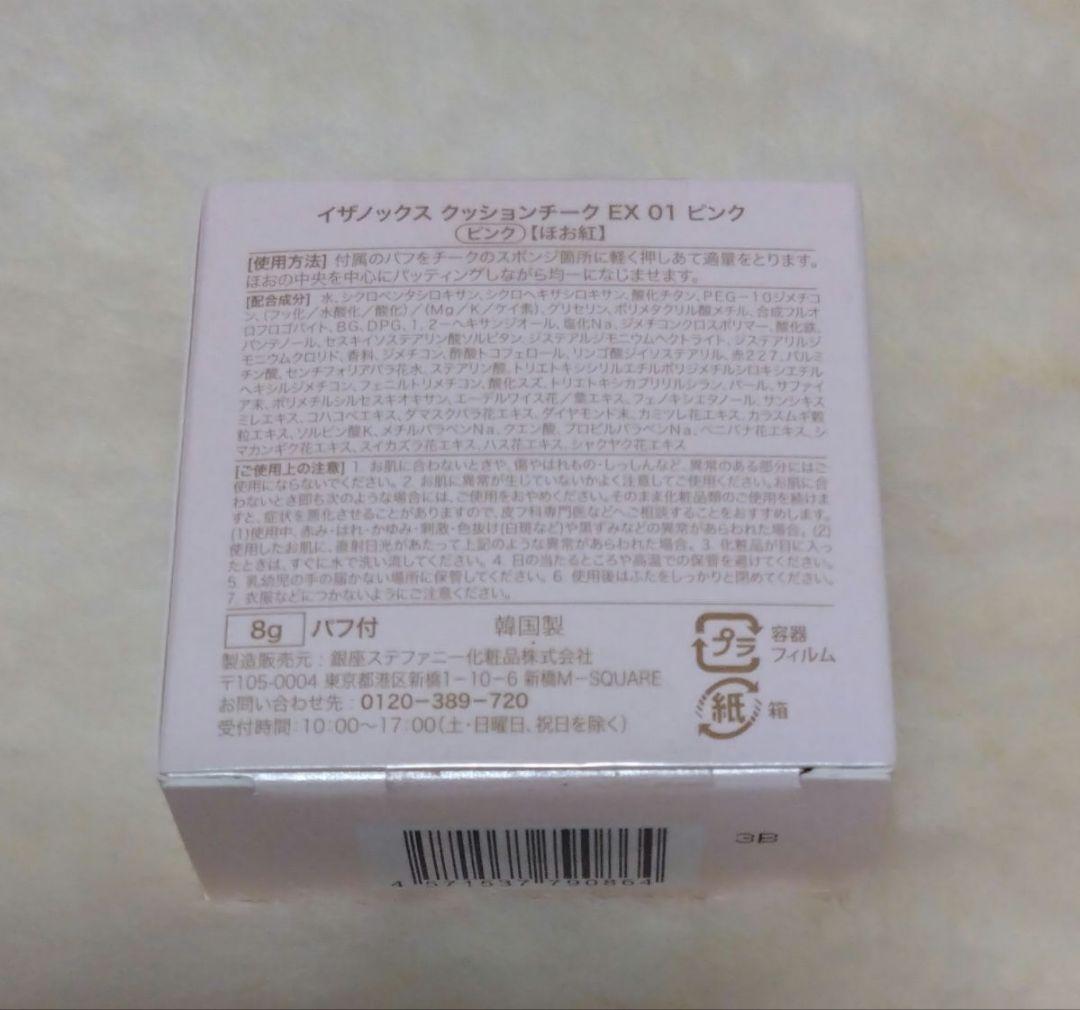 イザノックス クッションチーク EX 01 ピンク
ピンク【ほお紅】
[使用方法] 付属のパフをチークのスポンジ箇所に軽く押しあて適量をとります。
ほおの中央を中心にパッティングしながら均一になじませます。
[配合成分] 水、シクロペンタシロキサン、シクロヘキサシロキサン、酸化チタン、PEG-10ジメチコ
ン、(フッ化/水酸化/酸化)/(Mg/K/ケイ素)、グリセリン、ポリメタクリル酸メチル、合成フルオ
ロフロゴパイト、BG、DPG、1,2-ヘキサンジオール、塩化Na、ジメチコンクロスポリマー、酸化鉄、
パンテノール、セスキイソステアリン酸ソルビタン、ジステアルジモニウムヘクトライト、ジステアリルジ
モニウムクロリド、香料、ジメチコン、酢酸トコフェロール、リンゴ酸ジイソステアリル、赤227、パルミ
チン酸、センチフォリアバラ花水、ステアリン酸、トリエトキシシリルエチルポリジメチルシロキシエチル
ヘキシルジメチコン、フェニルトリメチコン、酸化スズ、トリエトキシカプリリルシラン、パール、サファイ
ア末、ポリメチルシルセスキオキサン、エーデルワイス花/葉エキス、フェノキシエタノール、サンシキス
ミレエキス、コハコベエキス、ダマスクバラ花エキス、ダイヤモンド末、カミツレ花エキス、カラスムギ穀
粒エキス、ソルビン酸K、メチルパラベンNa、クエン酸、プロピルパラベンNa、ベニバナ花エキス、シ
マカンギク花エキス、スイカズラ花エキス、ハス花エキス、シャクヤク花エキス
[ご使用上の注意] 1. お肌に合わないときや、傷やはれもの・しっしんなど、異常のある部分にはご
使用にならないでください。2. お肌に異常が生じていないかよく注意してご使用ください。お肌に合
わないとき即ち次のような場合には、ご使用をおやめください。そのまま化粧品類のご使用を続けま
すと、症状を悪化させることがありますので、皮フ科専門医などへご相談することをおすすめします。
(1)使用中、赤み・はれ・かゆみ・刺激・色抜け(白斑など)や黒ずみなどの異常があらわれた場合。(2)
使用したお肌に、直射日光があたって上記のような異常があらわれた場合。3. 化粧品が目に入っ
たときは、すぐに水で洗い流してください。4. 日の当たるところや高温での保管を避けてください。
5. 乳幼児の手の届かない場所に保管してください。6. 使用後はふたをしっかりと閉めてください。
7. 衣服などにつかないようにご注意ください。
8g パフ付 韓国製
製造販売元:銀座ステファニー化粧品株式会社
〒105-0004 東京都港区新橋1-10-6 新橋M-SQUARE
お問い合わせ先:0120-389-720
受付時間:10:00~17:00(土・日曜日、祝日を除く)
プラ 容器
フィルム
紙 箱
3B
4 571537 790864